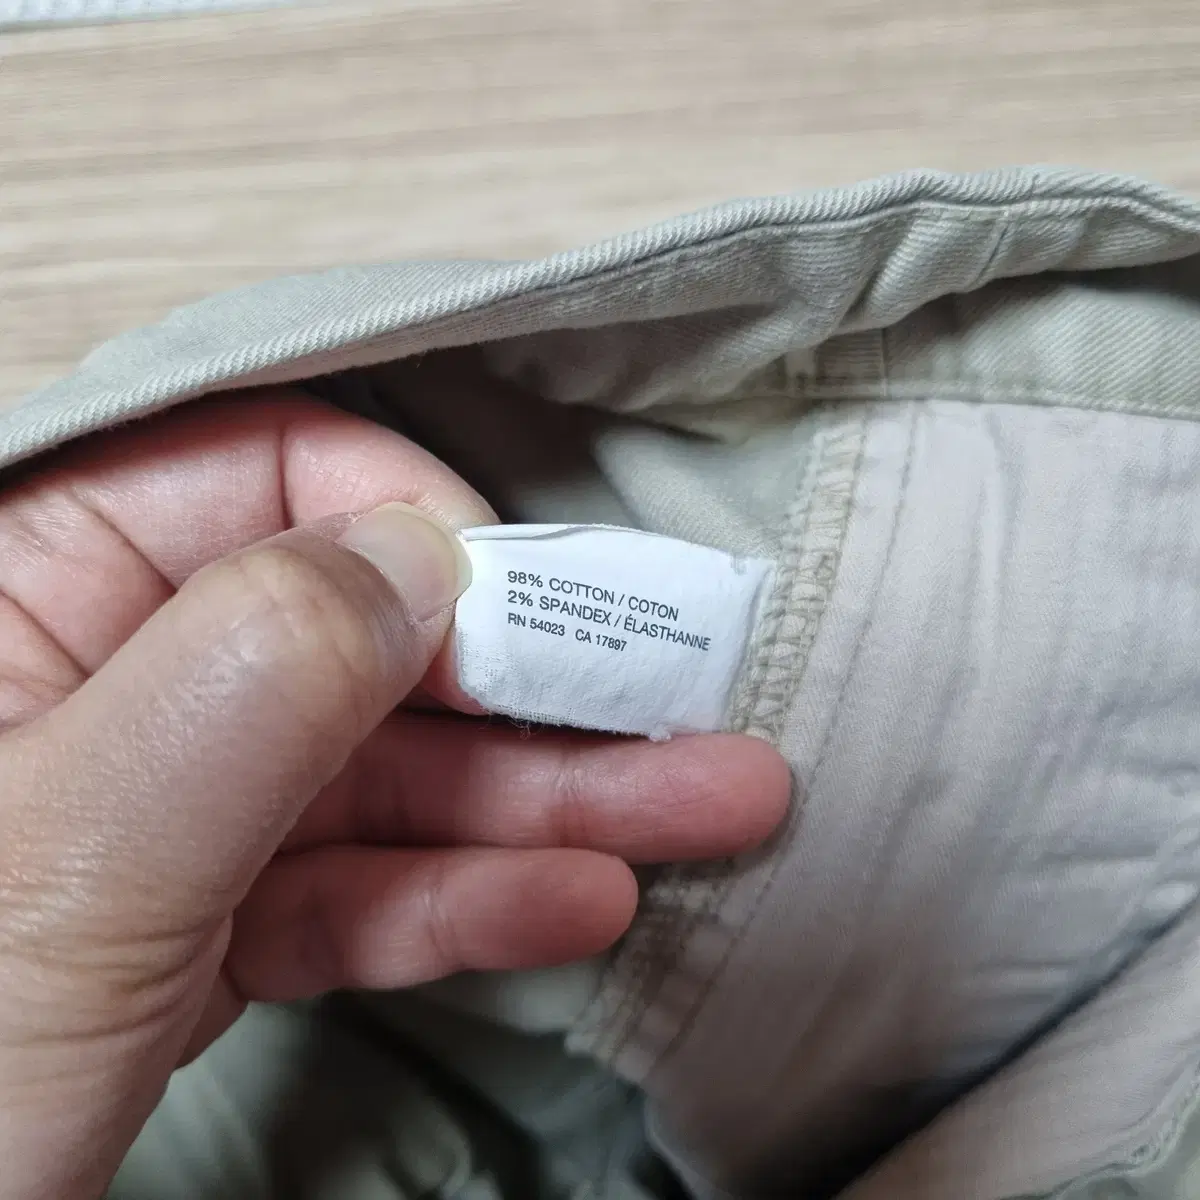 98% COTTON / COTON
2% SPANDEX / ÉLASTHANNE
RN 54023 CA 17897